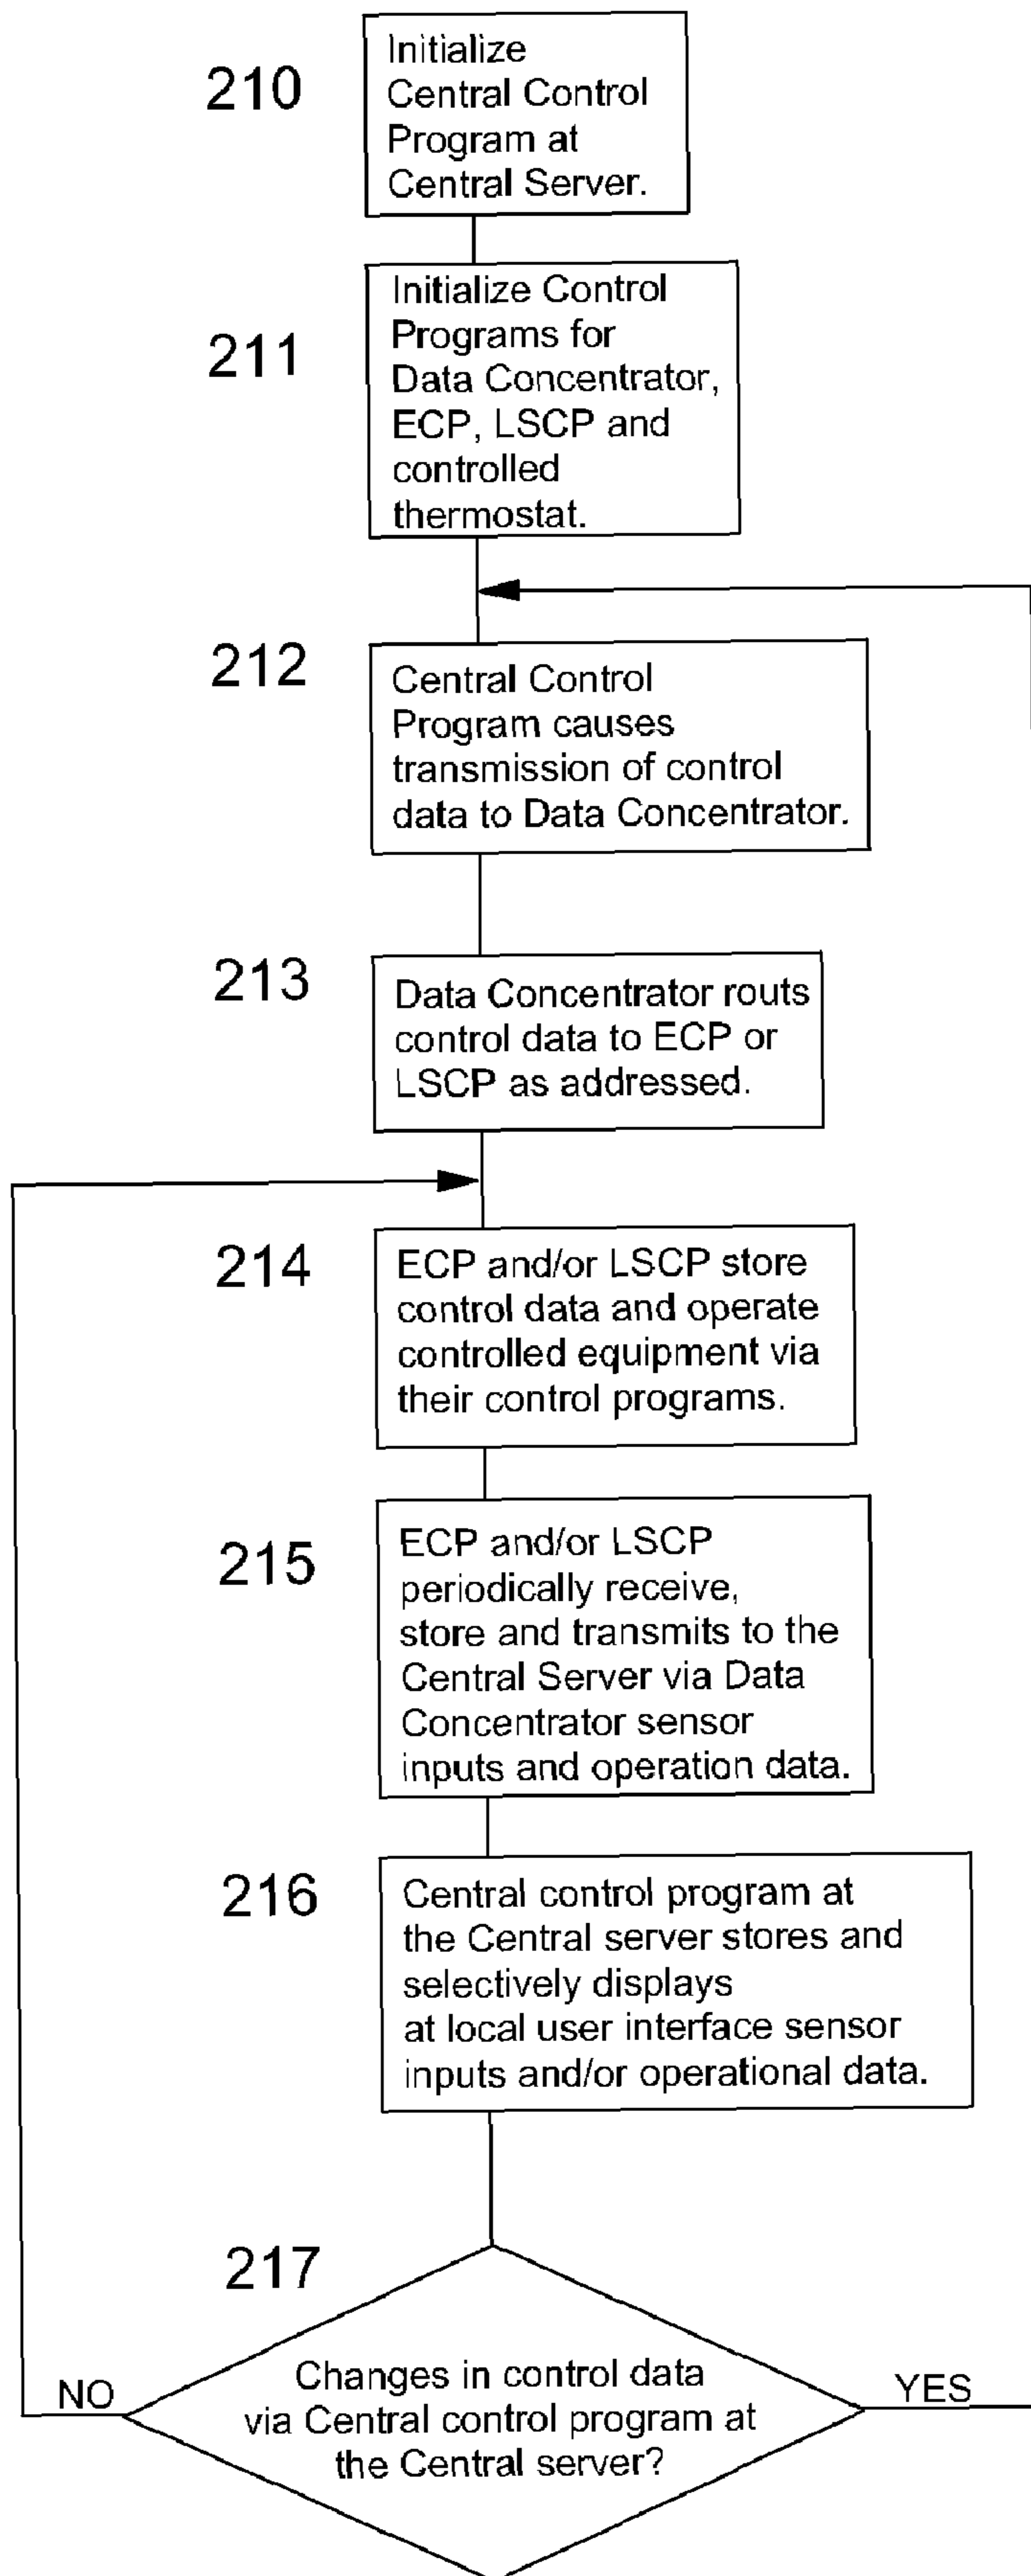 210
Initialize
Central Control
Program at
Central Server.
211
Initialize Control
Programs for
Data Concentrator,
ECP, LSCP and
controlled
thermostat.
212
Central Control
Program causes
transmission of control
data to Data Concentrator.
213
Data Concentrator routs
control data to ECP or
LSCP as addressed.
214
ECP and/or LSCP store
control data and operate
controlled equipment via
their control programs.
215
ECP and/or LSCP
periodically receive,
store and transmits to the
Central Server via Data
Concentrator sensor
inputs and operation data.
216
Central control program at
the Central server stores and
selectively displays
at local user interface sensor
inputs and/or operational data.
217
Changes in control data
via Central control program at
the Central server?
NO
YES